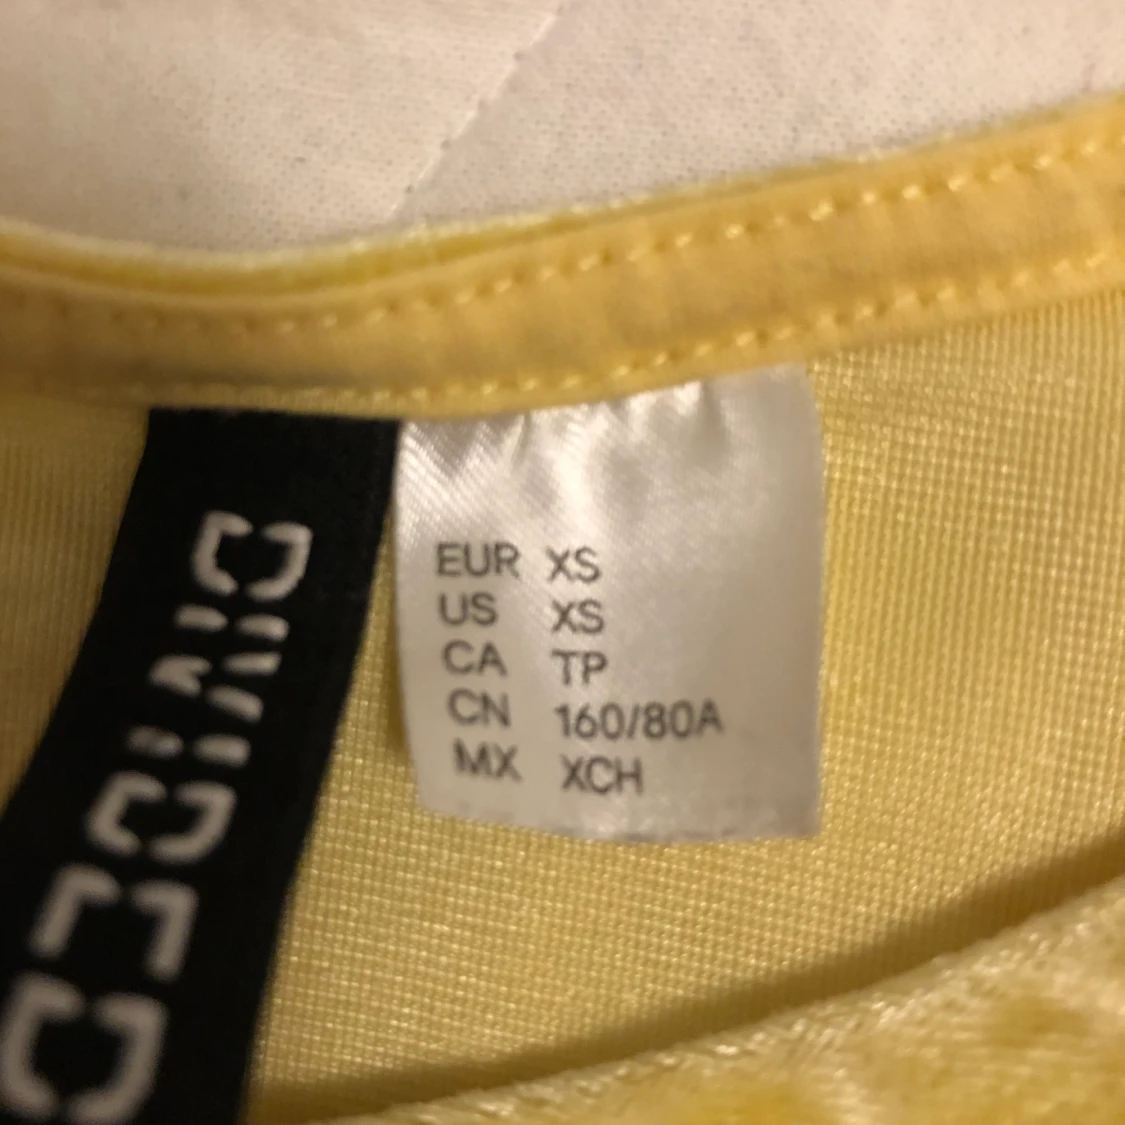 EUR XS
US XS
CA TP
CN 160/80A
MX XCH